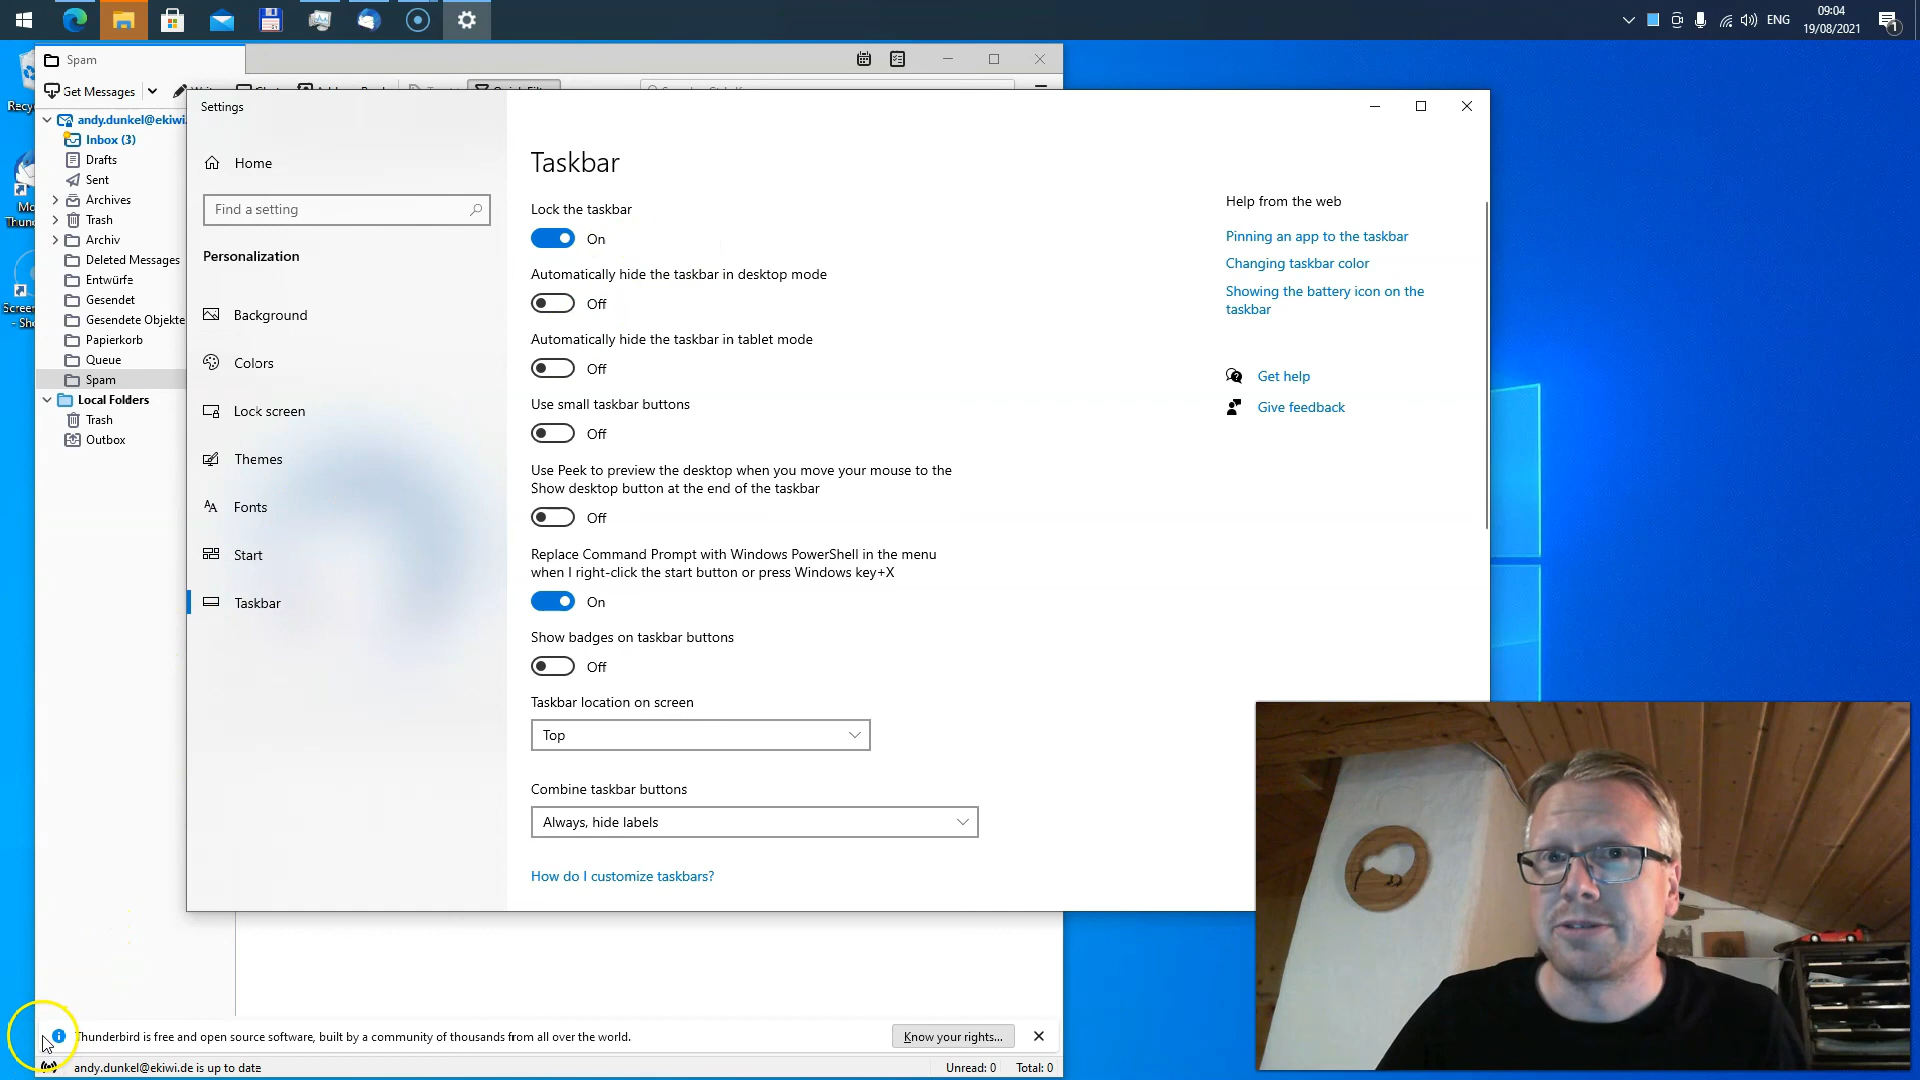 ENG
09:04
19/08/2021
1
Spam
Get Messages
Settings
andy.dunkel@ekiwi.
Inbox (3)
Drafts
Sent
Archives
Trash
Archiv
Deleted Messages
Entwürfe
Gesendet
Gesendete Objekte
Papierkorb
Queue
Spam
Local Folders
Trash
Outbox
Home
Find a setting
Personalization
Background
Colors
Lock screen
Themes
Fonts
Start
Taskbar
Taskbar
Lock the taskbar
On
Automatically hide the taskbar in desktop mode
Off
Automatically hide the taskbar in tablet mode
Off
Use small taskbar buttons
Off
Use Peek to preview the desktop when you move your mouse to the
Show desktop button at the end of the taskbar
Off
Replace Command Prompt with Windows PowerShell in the menu
when I right-click the start button or press Windows key+X
On
Show badges on taskbar buttons
Off
Taskbar location on screen
Top
Combine taskbar buttons
Always, hide labels
How do I customize taskbars?
Help from the web
Pinning an app to the taskbar
Changing taskbar color
Showing the battery icon on the
taskbar
Get help
Give feedback
Thunderbird is free and open source software, built by a community of thousands from all over the world.
Know your rights...
andy.dunkel@ekiwi.de is up to date
Unread: 0
Total: 0